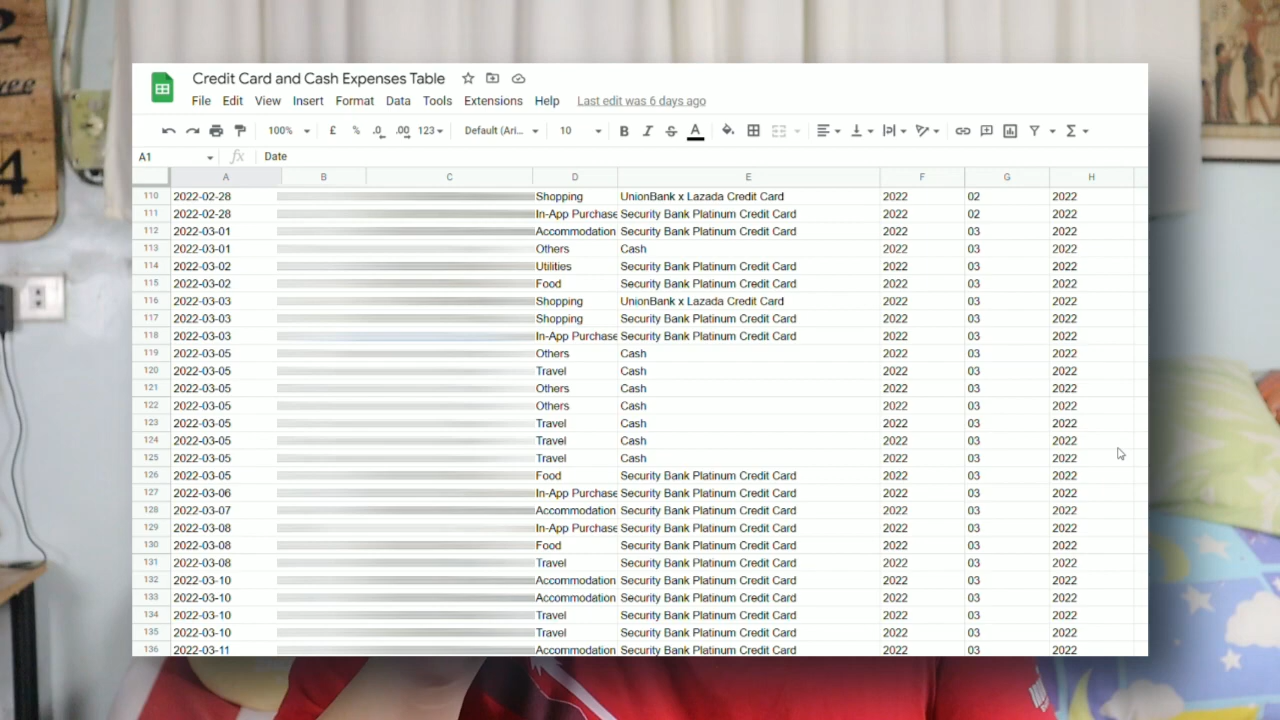 Credit Card and Cash Expenses Table
File Edit View Insert Format Data Tools Extensions Help Last edit was 6 days ago
100% £ % .0 .00 123 Default (Ari... 10 B I S A
A1 fx Date
A B C D E F G H
110 2022-02-28 Shopping UnionBank x Lazada Credit Card 2022 02 2022
111 2022-02-28 In-App Purchase Security Bank Platinum Credit Card 2022 02 2022
112 2022-03-01 Accommodation Security Bank Platinum Credit Card 2022 03 2022
113 2022-03-01 Others Cash 2022 03 2022
114 2022-03-02 Utilities Security Bank Platinum Credit Card 2022 03 2022
115 2022-03-02 Food Security Bank Platinum Credit Card 2022 03 2022
116 2022-03-03 Shopping UnionBank x Lazada Credit Card 2022 03 2022
117 2022-03-03 Shopping Security Bank Platinum Credit Card 2022 03 2022
118 2022-03-03 In-App Purchase Security Bank Platinum Credit Card 2022 03 2022
119 2022-03-05 Others Cash 2022 03 2022
120 2022-03-05 Travel Cash 2022 03 2022
121 2022-03-05 Others Cash 2022 03 2022
122 2022-03-05 Others Cash 2022 03 2022
123 2022-03-05 Travel Cash 2022 03 2022
124 2022-03-05 Travel Cash 2022 03 2022
125 2022-03-05 Travel Cash 2022 03 2022
126 2022-03-05 Food Security Bank Platinum Credit Card 2022 03 2022
127 2022-03-06 In-App Purchase Security Bank Platinum Credit Card 2022 03 2022
128 2022-03-07 Accommodation Security Bank Platinum Credit Card 2022 03 2022
129 2022-03-08 In-App Purchase Security Bank Platinum Credit Card 2022 03 2022
130 2022-03-08 Food Security Bank Platinum Credit Card 2022 03 2022
131 2022-03-08 Travel Security Bank Platinum Credit Card 2022 03 2022
132 2022-03-10 Accommodation Security Bank Platinum Credit Card 2022 03 2022
133 2022-03-10 Accommodation Security Bank Platinum Credit Card 2022 03 2022
134 2022-03-10 Travel Security Bank Platinum Credit Card 2022 03 2022
135 2022-03-10 Travel Security Bank Platinum Credit Card 2022 03 2022
136 2022-03-11 Accommodation Security Bank Platinum Credit Card 2022 03 2022